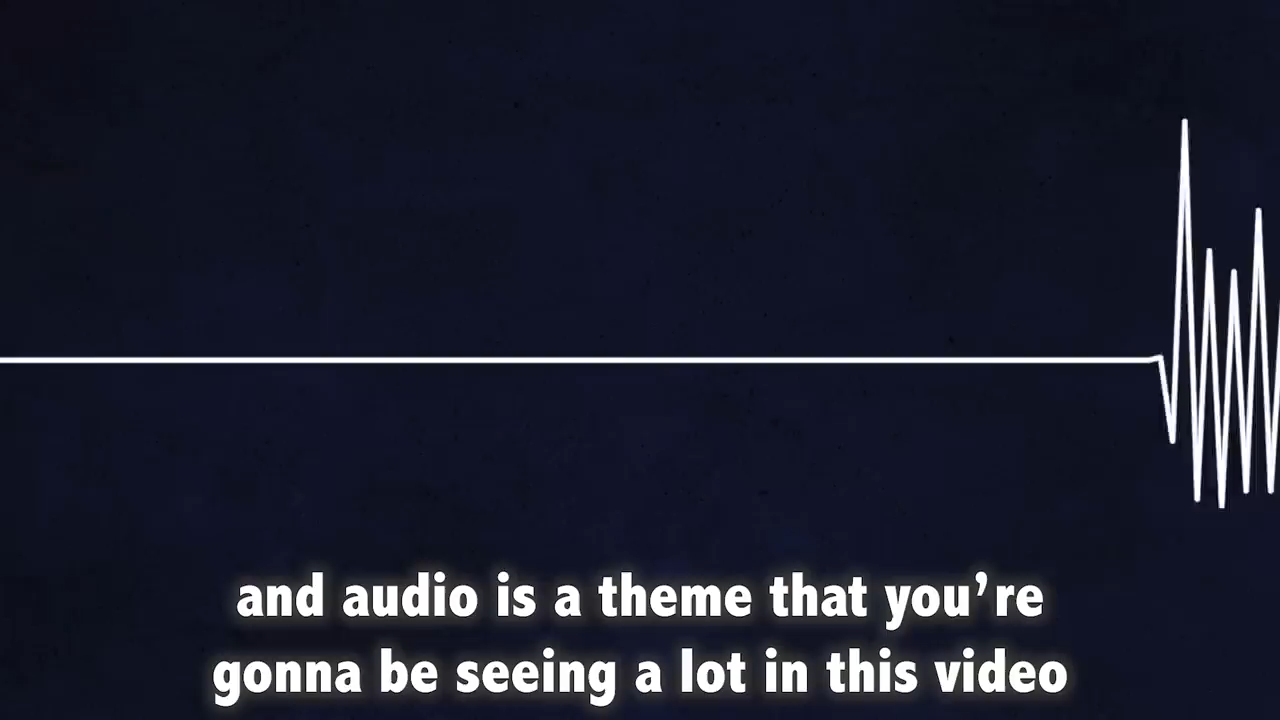 and audio is a theme that you’re
gonna be seeing a lot in this video